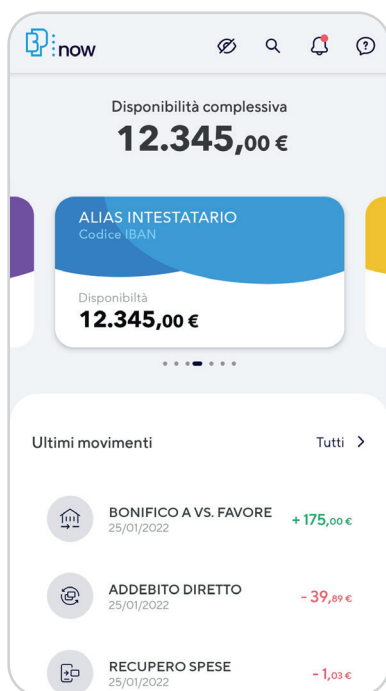 now
Disponibilità complessiva
12.345,00 €
ALIAS INTESTATARIO
Codice IBAN
Disponibiltà
12.345,00 €
Ultimi movimenti Tutti
BONIFICO A VS. FAVORE
25/01/2022
+175,00 €
ADDEBITO DIRETTO
25/01/2022
- 39,89 €
RECUPERO SPESE
25/01/2022
- 1,03 €